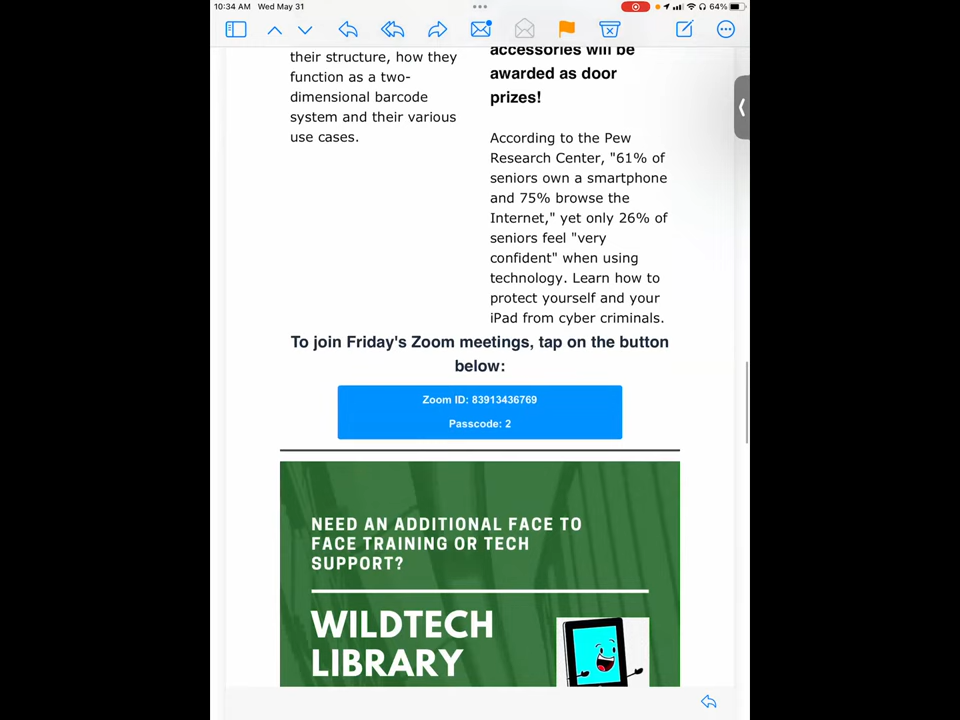 10:34 AM Wed May 31
64%
their structure, how they
function as a two-
dimensional barcode
system and their various
use cases.
accessories will be
awarded as door
prizes!
According to the Pew
Research Center, "61% of
seniors own a smartphone
and 75% browse the
Internet," yet only 26% of
seniors feel "very
confident" when using
technology. Learn how to
protect yourself and your
iPad from cyber criminals.
To join Friday's Zoom meetings, tap on the button
below:
Zoom ID: 83913436769
Passcode: 2
NEED AN ADDITIONAL FACE TO
FACE TRAINING OR TECH
SUPPORT?
WILDTECH
LIBRARY